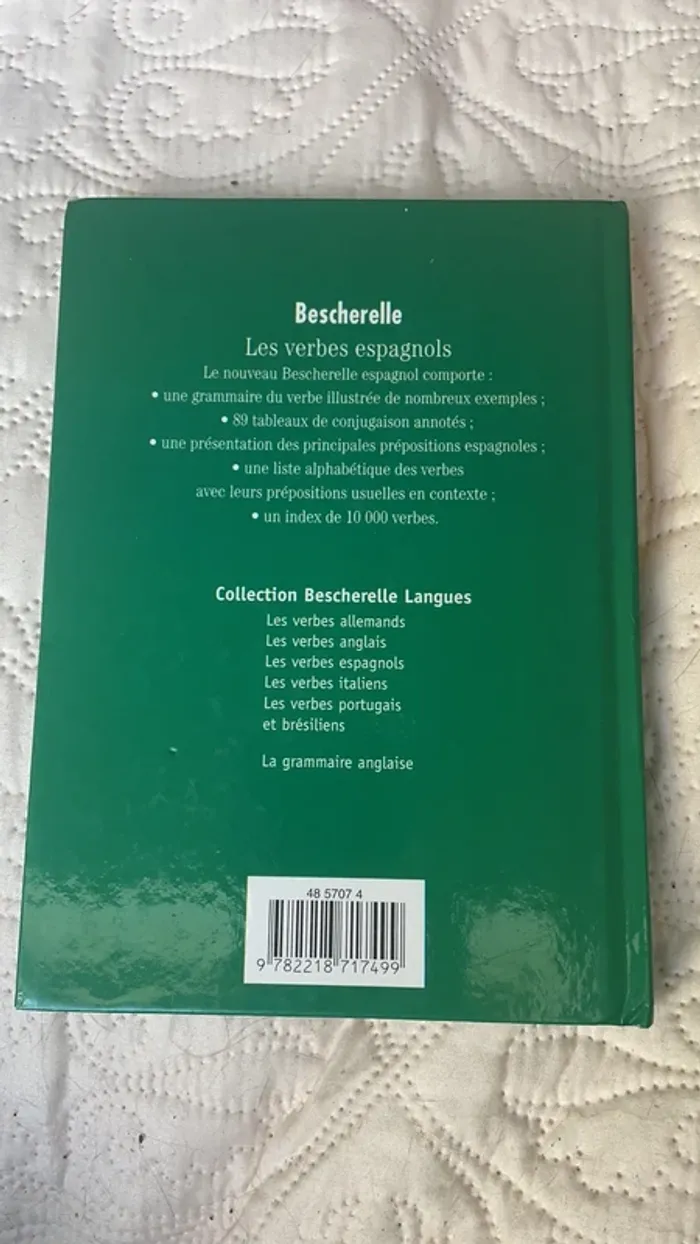 Bescherelle
Les verbes espagnols
Le nouveau Bescherelle espagnol comporte :
• une grammaire du verbe illustrée de nombreux exemples ;
• 89 tableaux de conjugaison annotés ;
• une présentation des principales prépositions espagnoles ;
• une liste alphabétique des verbes
avec leurs prépositions usuelles en contexte ;
• un index de 10 000 verbes.
Collection Bescherelle Langues
Les verbes allemands
Les verbes anglais
Les verbes espagnols
Les verbes italiens
Les verbes portugais
et brésiliens
La grammaire anglaise
48 5707 4
9 782218 717499